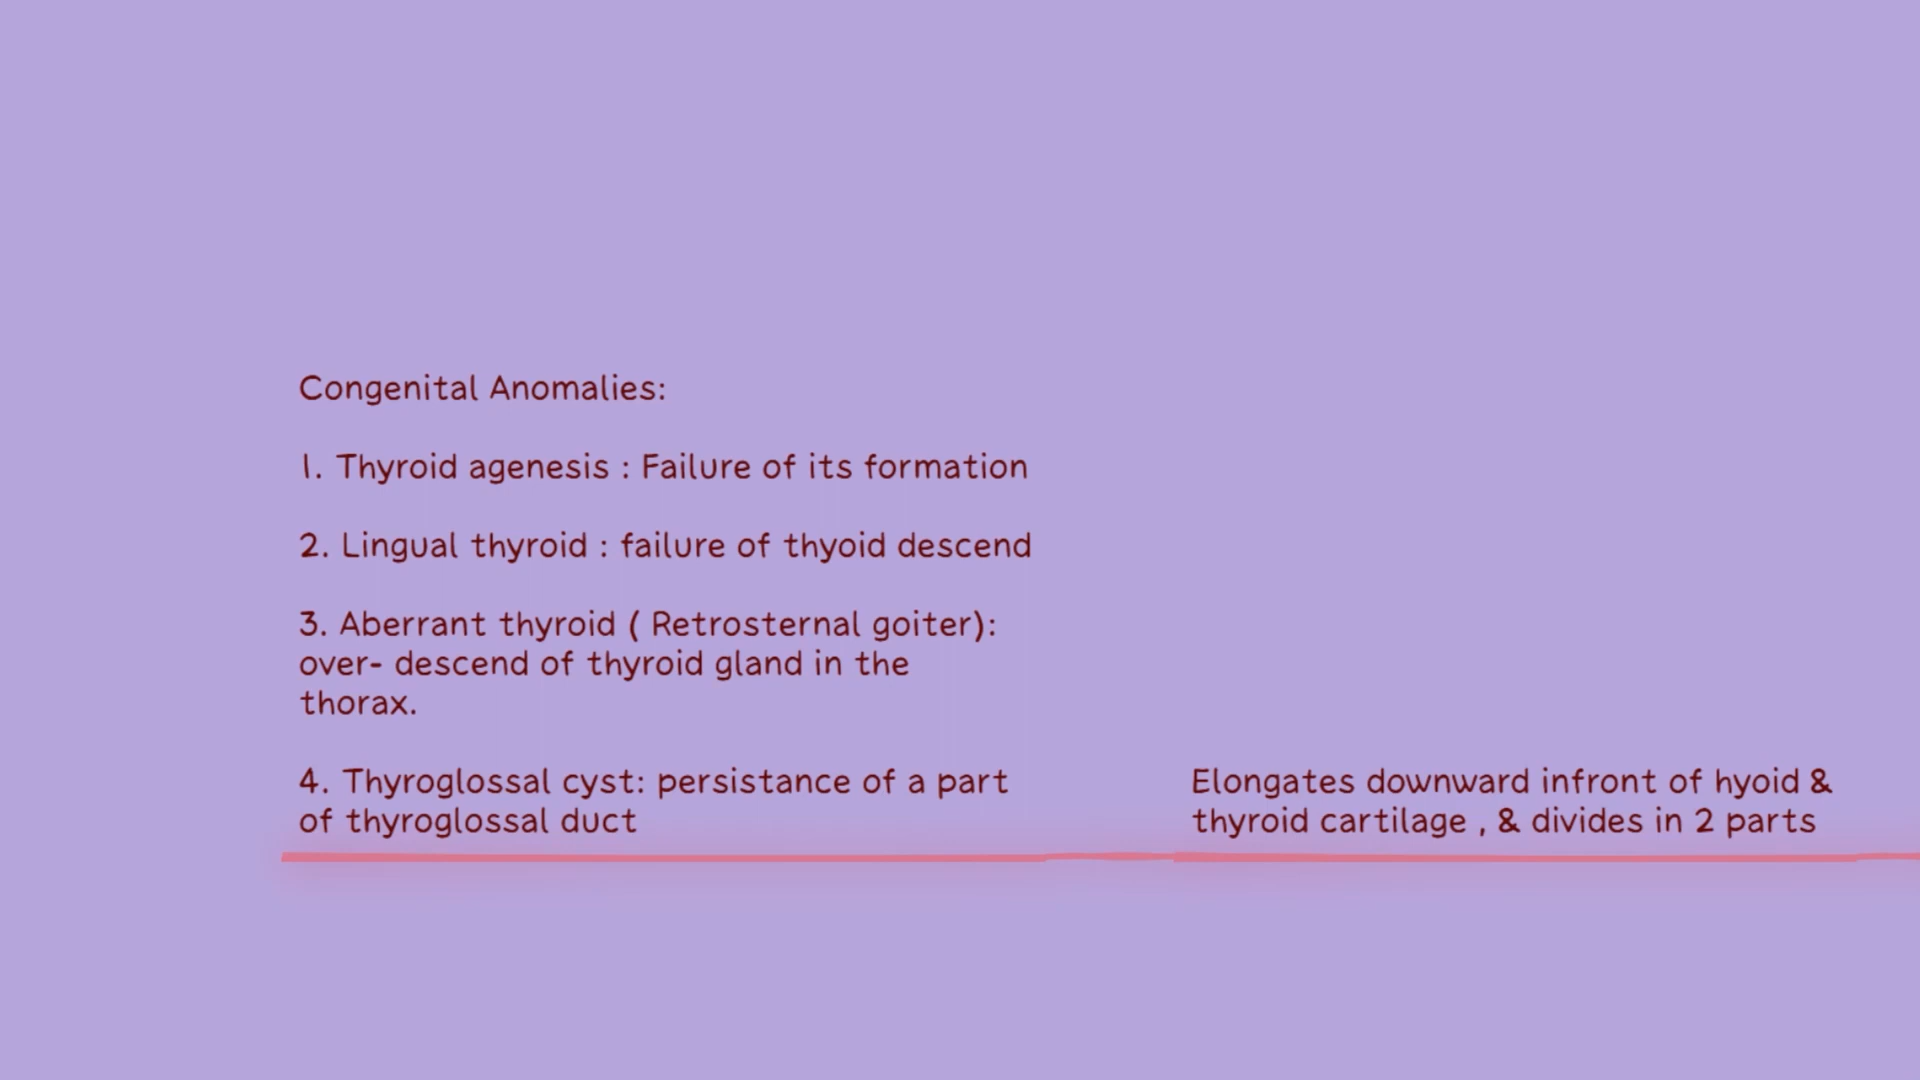 Congenital Anomalies:
1. Thyroid agenesis : Failure of its formation
2. Lingual thyroid : failure of thyoid descend
3. Aberrant thyroid ( Retrosternal goiter):
over- descend of thyroid gland in the
thorax.
4. Thyroglossal cyst: persistance of a part
of thyroglossal duct
Elongates downward infront of hyoid &
thyroid cartilage , & divides in 2 parts